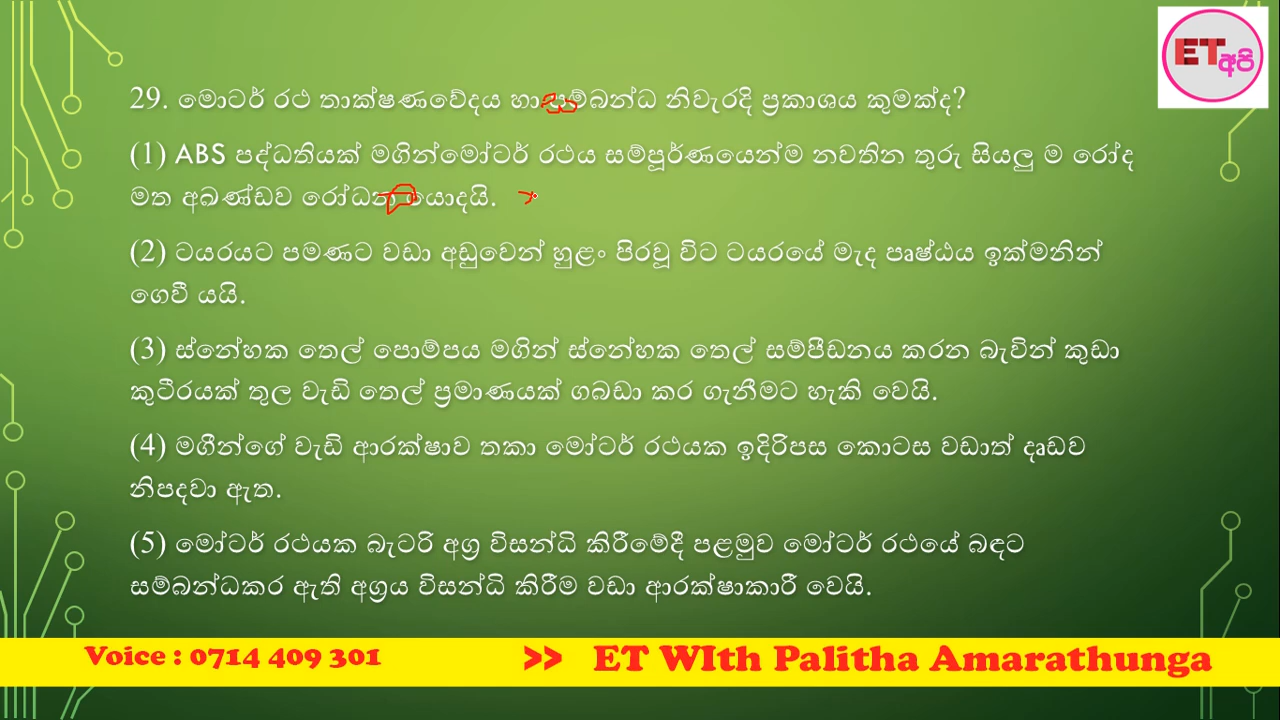 ET
අපි
29. මොටර් රථ තාක්ෂණවේදය හා සම්බන්ධ නිවැරදි ප්‍රකාශය කුමක්ද?
(1) ABS පද්ධතියක් මගින්මෝටර් රථය සම්පූර්ණයෙන්ම නවතින තුරු සියලු ම රෝද
මත අඛණ්ඩව රෝධන යොදයි.
(2) ටයරයට පමණට වඩා අඩුවෙන් හුළං පිරවූ විට ටයරයේ මැද පෘෂ්ඨය ඉක්මනින්
ගෙවී යයි.
(3) ස්නේහක තෙල් පොම්පය මගින් ස්නේහක තෙල් සම්පීඩනය කරන බැවින් කුඩා
කුටීරයක් තුල වැඩි තෙල් ප්‍රමාණයක් ගබඩා කර ගැනීමට හැකි වෙයි.
(4) මගීන්ගේ වැඩි ආරක්ෂාව තකා මෝටර් රථයක ඉදිරිපස කොටස වඩාත් දෘඩව
නිපදවා ඇත.
(5) මෝටර් රථයක බැටරි අග්‍ර විසන්ධි කිරීමේදී පළමුව මෝටර් රථයේ බඳට
සම්බන්ධකර ඇති අග්‍රය විසන්ධි කිරීම වඩා ආරක්ෂාකාරී වෙයි.
Voice : 0714 409 301 >> ET WIth Palitha Amarathunga